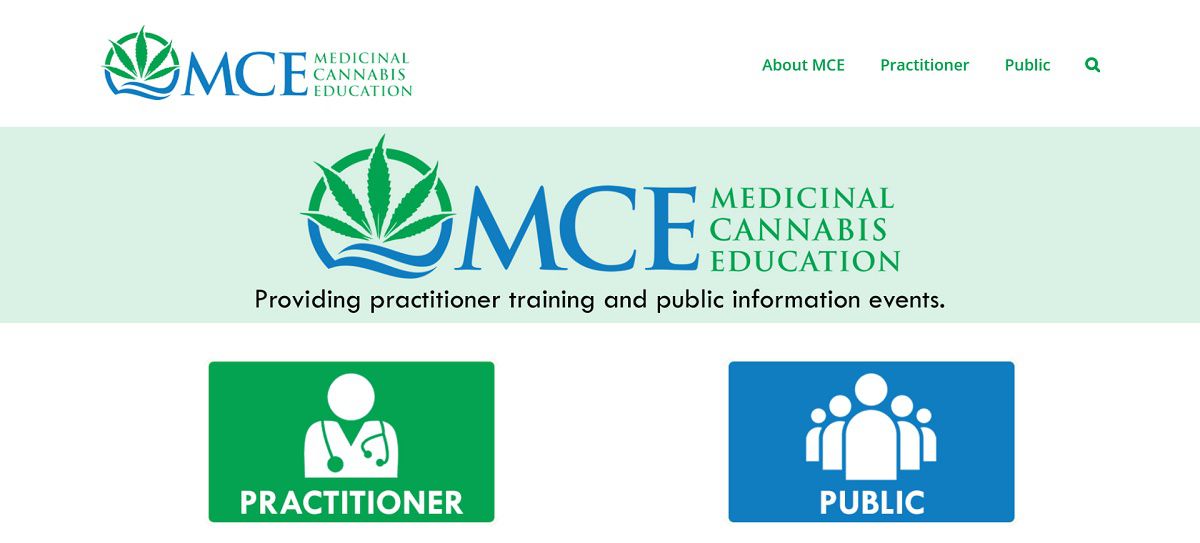 MCE MEDICINAL
CANNABIS
EDUCATION
About MCE Practitioner Public
MCE MEDICINAL
CANNABIS
EDUCATION
Providing practitioner training and public information events.
PRACTITIONER
PUBLIC